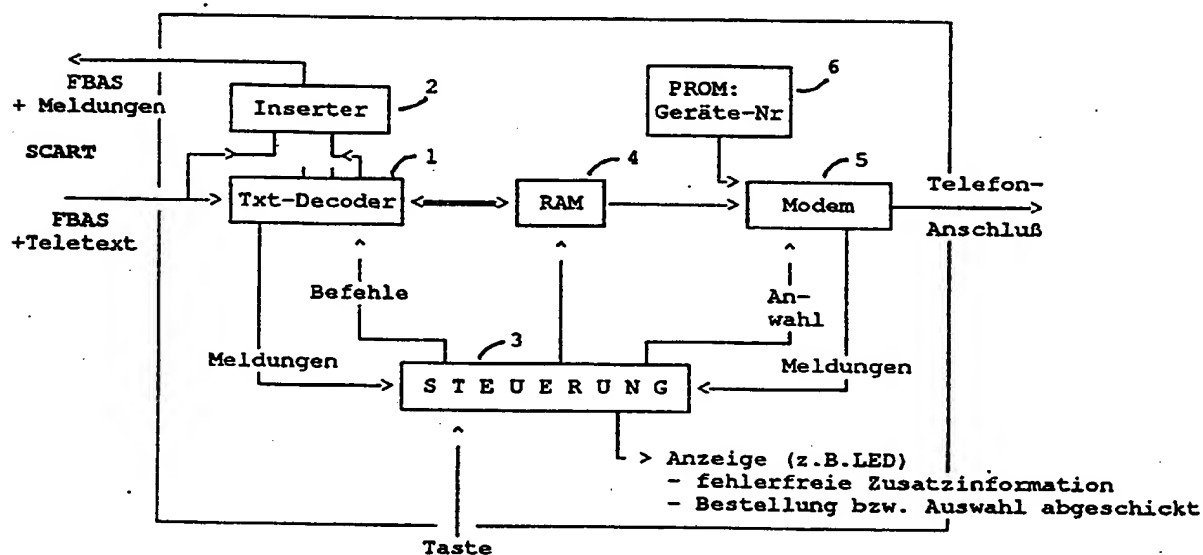 FBAS
+ Meldungen
2
Inserter
6
PROM:
Geräte-Nr
SCART
1
4
5
Txt-Decoder
RAM
Modem
Telefon-
Anschluß
FBAS
+Teletext
Befehle
An-
wahl
Meldungen
3
Meldungen
S T E U E R U N G
Anzeige (z.B.LED)
- fehlerfreie Zusatzinformation
- Bestellung bzw. Auswahl abgeschickt
Taste